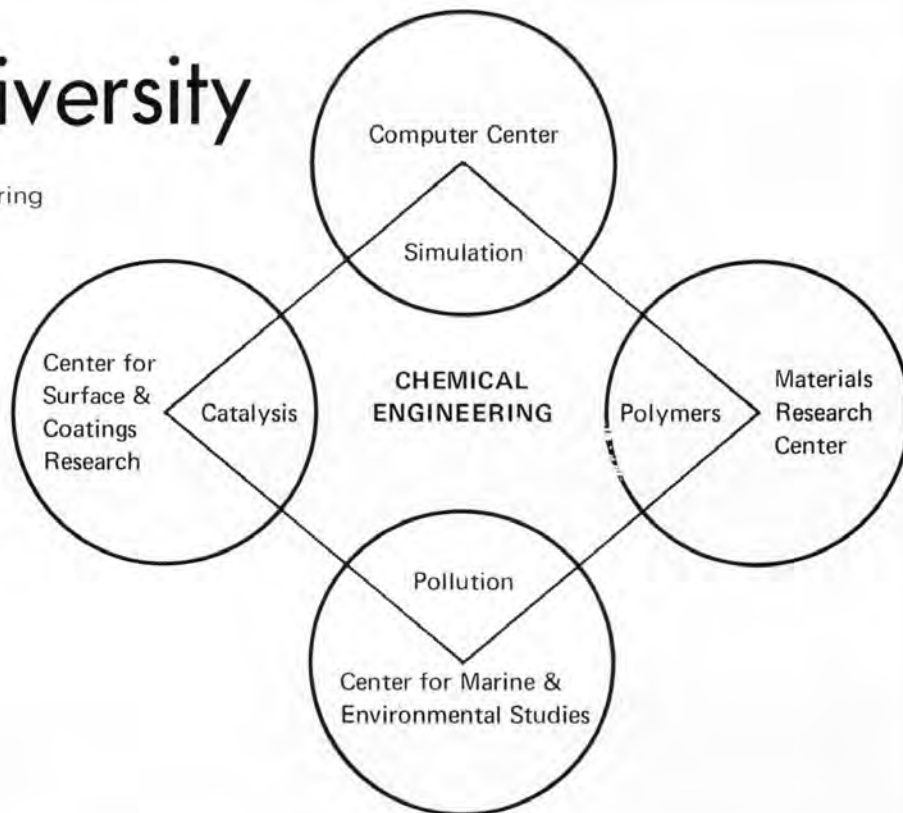 iversity
ring
Computer Center
Simulation
Center for
Surface &
Coatings
Research
Catalysis
CHEMICAL
ENGINEERING
Polymers
Materials
Research
Center
Pollution
Center for Marine &
Environmental Studies